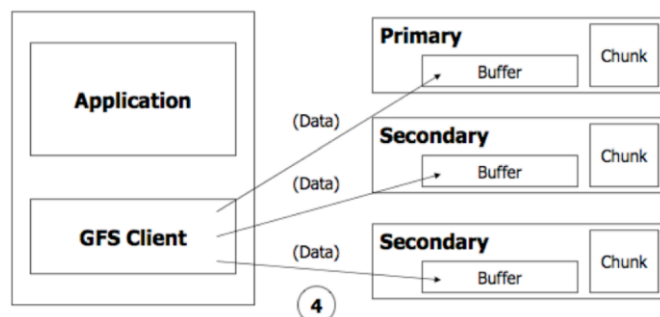 Application
GFS Client
(Data)
(Data)
(Data)
4
Primary
Buffer
Chunk
Secondary
Buffer
Chunk
Secondary
Buffer
Chunk